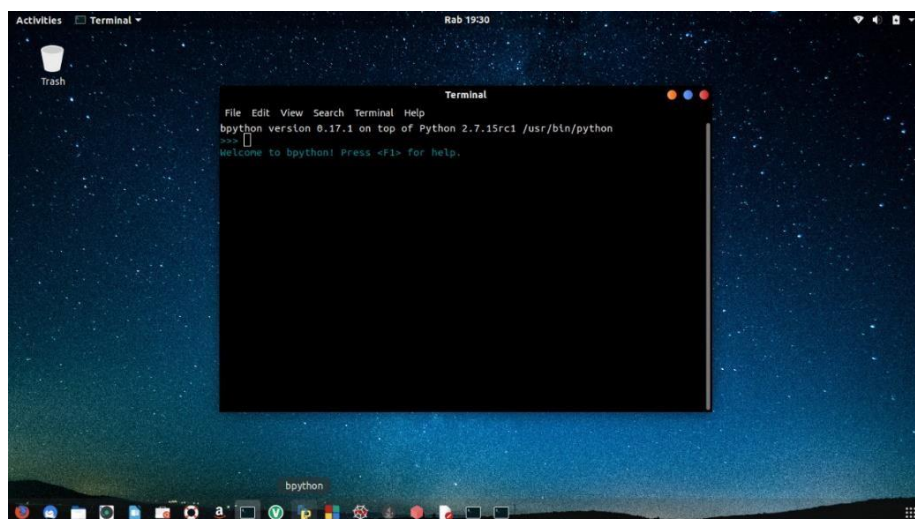 Activities Terminal
Rab 19:30
Trash
Terminal
File Edit View Search Terminal Help
bpython version 0.17.1 on top of Python 2.7.15rc1 /usr/bin/python
>>>
Welcome to bpython! Press <F1> for help.
bpython